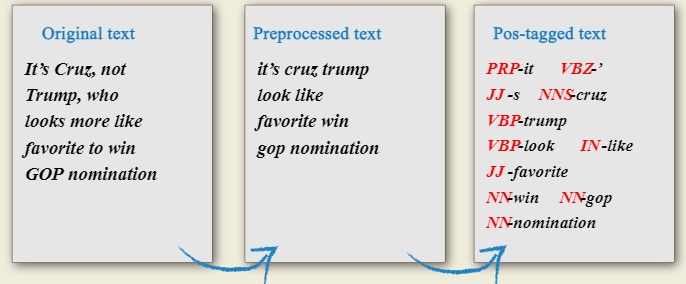 Original text
It's Cruz, not
Trump, who
looks more like
favorite to win
GOP nomination
Preprocessed text
it's cruz trump
look like
favorite win
gop nomination
Pos-tagged text
PRP-it VBZ-'
JJ -s NNS-cruz
VBP-trump
VBP-look IN-like
JJ -favorite
NN-win NN-gop
NN-nomination